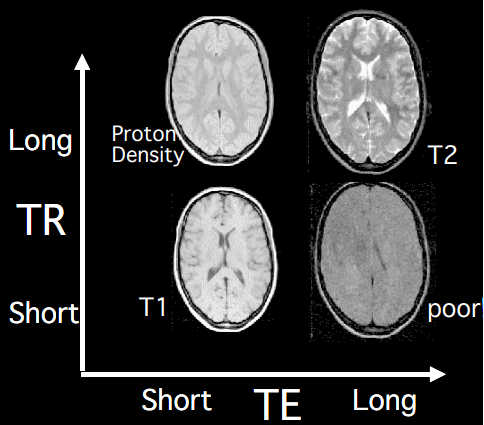 Long
Proton
Density
T2
TR
Short
T1
poor!
Short
TE
Long